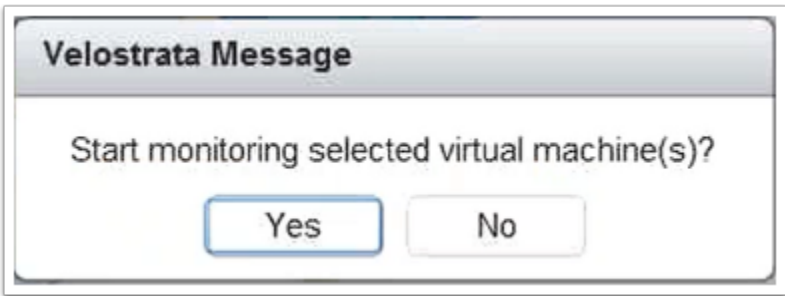 Velostrata Message
Start monitoring selected virtual machine(s)?
Yes No